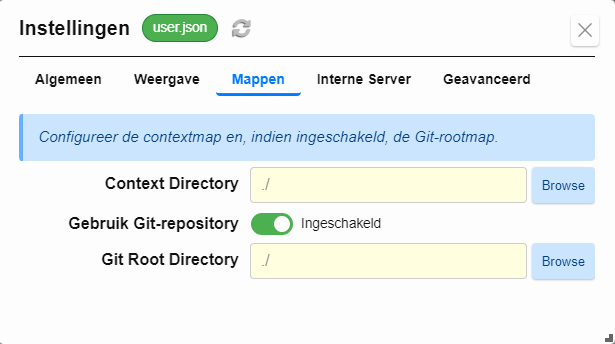 Instellingen user.json
Algemeen Weergave Mappen Interne Server Geavanceerd
Configureer de contextmap en, indien ingeschakeld, de Git-rootmap.
Context Directory ./ Browse
Gebruik Git-repository Ingeschakeld
Git Root Directory ./ Browse